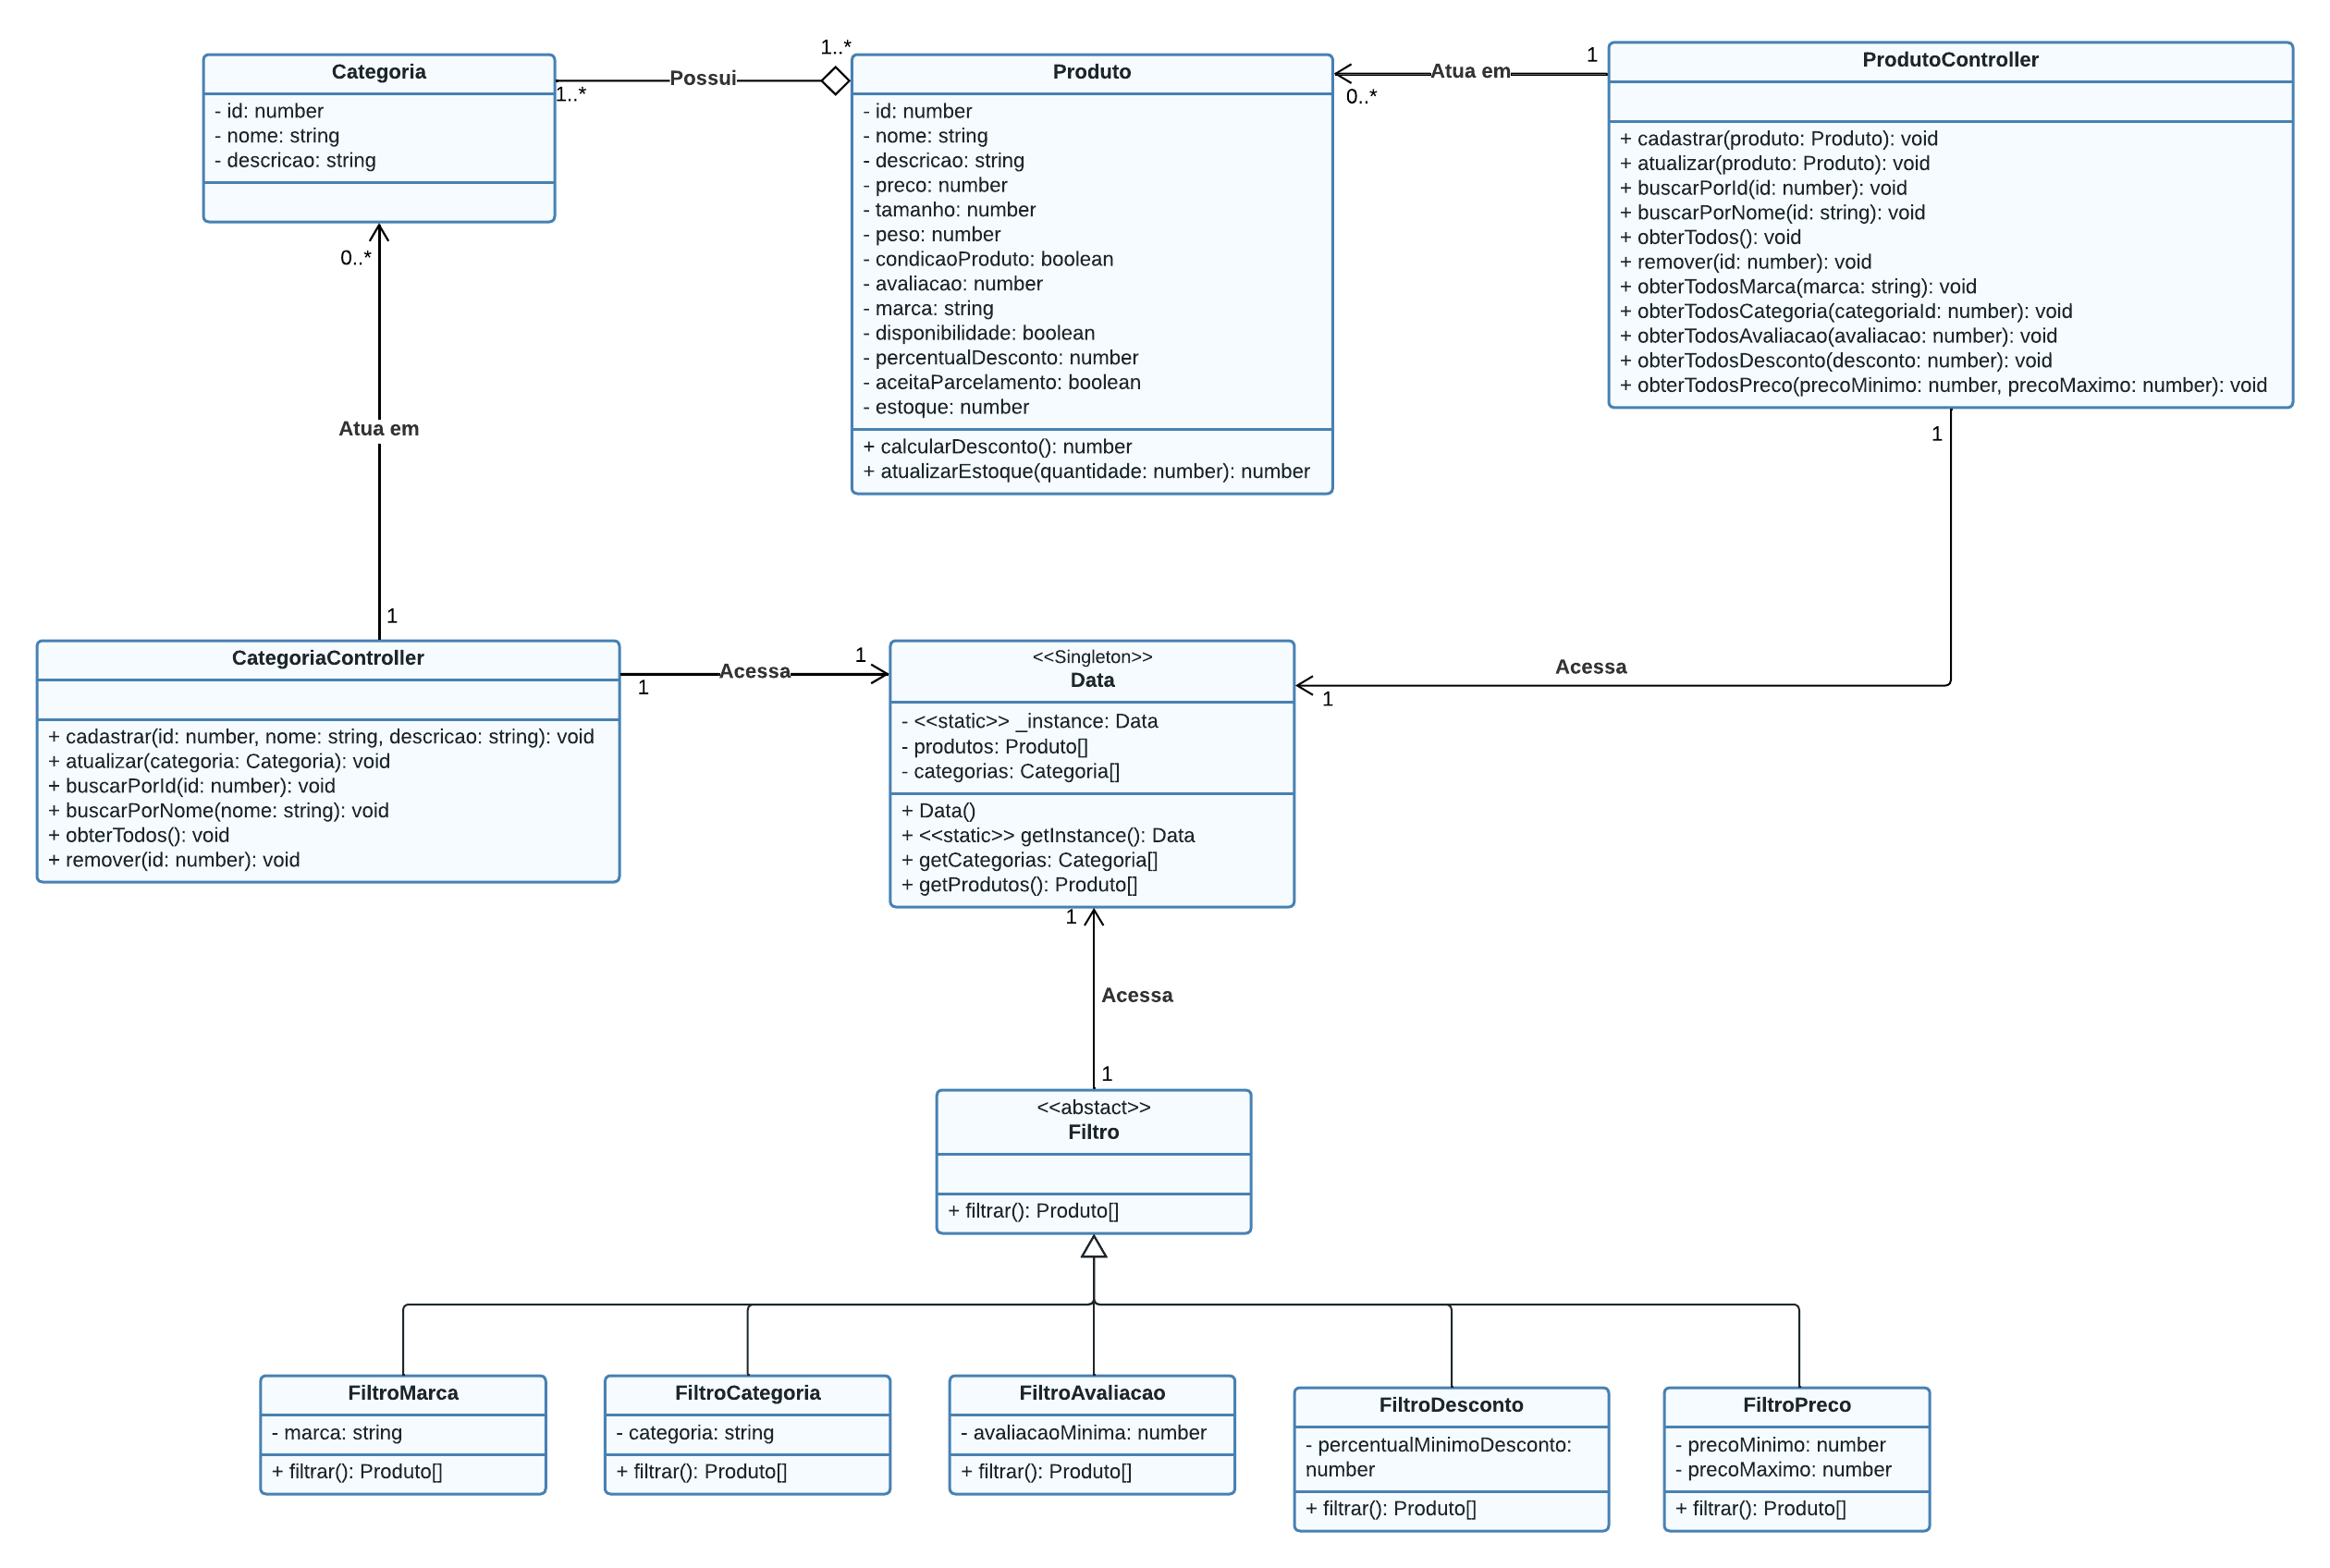 Categoria
- id: number
- nome: string
- descricao: string
1..*
Possui
1..*
Produto
- id: number
- nome: string
- descricao: string
- preco: number
- tamanho: number
- peso: number
- condicaoProduto: boolean
- avaliacao: number
- marca: string
- disponibilidade: boolean
- percentualDesconto: number
- aceitaParcelamento: boolean
- estoque: number
+ calcularDesconto(): number
+ atualizarEstoque(quantidade: number): number
0..*
Atua em
1
ProdutoController
+ cadastrar(produto: Produto): void
+ atualizar(produto: Produto): void
+ buscarPorId(id: number): void
+ buscarPorNome(id: string): void
+ obterTodos(): void
+ remover(id: number): void
+ obterTodosMarca(marca: string): void
+ obterTodosCategoria(categoriaId: number): void
+ obterTodosAvaliacao(avaliacao: number): void
+ obterTodosDesconto(desconto: number): void
+ obterTodosPreco(precoMinimo: number, precoMaximo: number): void
1
Acessa
1
0..*
Atua em
1
CategoriaController
+ cadastrar(id: number, nome: string, descricao: string): void
+ atualizar(categoria: Categoria): void
+ buscarPorId(id: number): void
+ buscarPorNome(nome: string): void
+ obterTodos(): void
+ remover(id: number): void
1
Acessa
1
<<Singleton>>
Data
- <<static>> _instance: Data
- produtos: Produto[]
- categorias: Categoria[]
+ Data()
+ <<static>> getInstance(): Data
+ getCategorias: Categoria[]
+ getProdutos(): Produto[]
1
Acessa
1
<<abstact>>
Filtro
+ filtrar(): Produto[]
FiltroMarca
- marca: string
+ filtrar(): Produto[]
FiltroCategoria
- categoria: string
+ filtrar(): Produto[]
FiltroAvaliacao
- avaliacaoMinima: number
+ filtrar(): Produto[]
FiltroDesconto
- percentualMinimoDesconto:
number
+ filtrar(): Produto[]
FiltroPreco
- precoMinimo: number
- precoMaximo: number
+ filtrar(): Produto[]